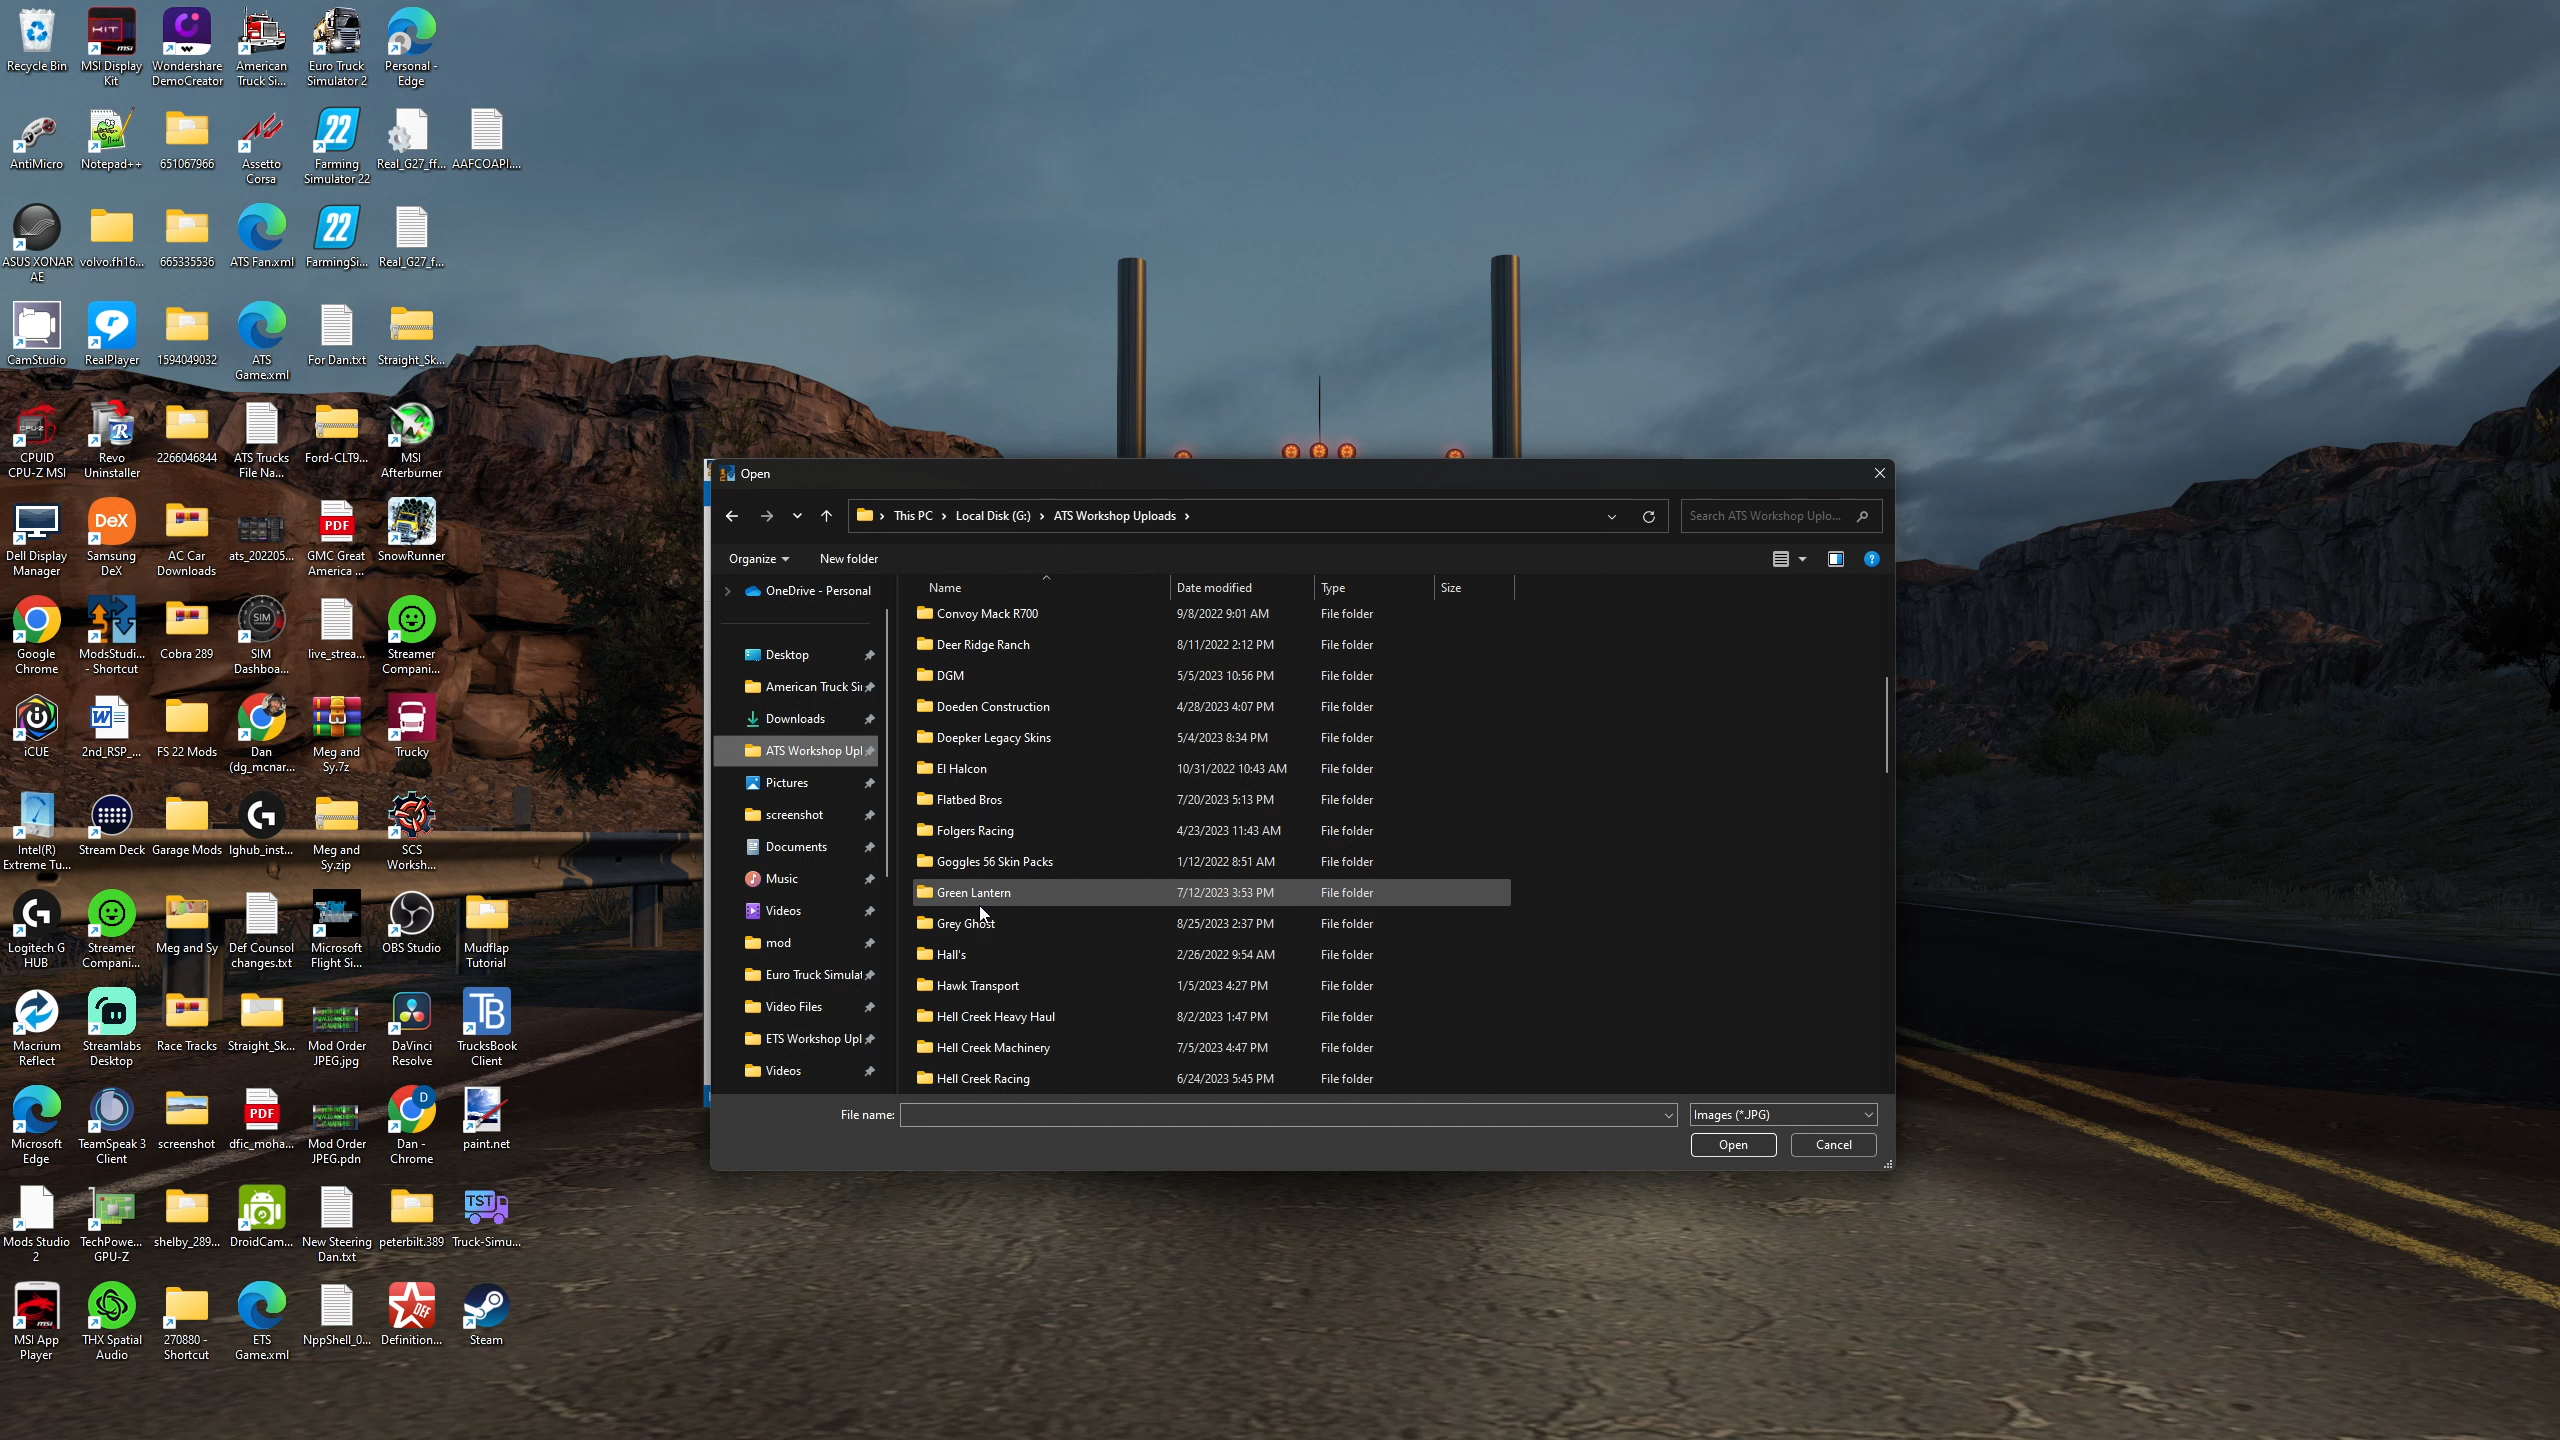 Recycle Bin
MSI Display
Kit
Wondershare
DemoCreator
American
Truck Si...
Euro Truck
Simulator 2
Personal -
Edge
AntiMicro
Notepad++
651067966
Assetto
Corsa
Farming
Simulator 22
Real_G27_ff...
AAFCOAPI....
ASUS XONAR
AE
volvo.fh16...
665335536
ATS Fan.xml
FarmingSi...
Real_G27_f...
CamStudio
RealPlayer
1594049032
ATS
Game.xml
For Dan.txt
Straight_Sk...
CPUID
CPU-Z MSI
Revo
Uninstaller
2266046844
ATS Trucks
File Na...
Ford-CLT9...
MSI
Afterburner
Dell Display
Manager
Samsung
DeX
AC Car
Downloads
ats_202205...
GMC Great
America ...
SnowRunner
Google
Chrome
ModsStudi...
- Shortcut
Cobra 289
SIM
Dashboa...
live_strea...
Streamer
Compani...
iCUE
2nd_RSP_...
FS 22 Mods
Dan
(dg_mcnar...
Meg and
Sy.7z
Trucky
Intel(R)
Extreme Tu...
Stream Deck
Garage Mods
lghub_inst...
Meg and
Sy.zip
SCS
Worksh...
Logitech G
HUB
Streamer
Compani...
Meg and Sy
Def Counsol
changes.txt
Microsoft
Flight Si...
OBS Studio
Mudflap
Tutorial
Macrium
Reflect
Streamlabs
Desktop
Race Tracks
Straight_Sk...
Mod Order
JPEG.jpg
DaVinci
Resolve
TrucksBook
Client
Microsoft
Edge
TeamSpeak 3
Client
screenshot
dfic_moha...
Mod Order
JPEG.pdn
Dan -
Chrome
paint.net
Mods Studio
2
TechPowe...
GPU-Z
shelby_289...
DroidCam...
New Steering
Dan.txt
peterbilt.389
Truck-Simu...
MSI App
Player
THX Spatial
Audio
270880 -
Shortcut
ETS
Game.xml
NppShell_0...
Definition...
Steam
Open
This PC
Local Disk (G:)
ATS Workshop Uploads
Search ATS Workshop Uplo...
Organize
New folder
OneDrive - Personal
Desktop
American Truck Si
Downloads
ATS Workshop Upl
Pictures
screenshot
Documents
Music
Videos
mod
Euro Truck Simulat
Video Files
ETS Workshop Upl
Videos
Name Date modified Type Size
Convoy Mack R700 9/8/2022 9:01 AM File folder
Deer Ridge Ranch 8/11/2022 2:12 PM File folder
DGM 5/5/2023 10:56 PM File folder
Doeden Construction 4/28/2023 4:07 PM File folder
Doepker Legacy Skins 5/4/2023 8:34 PM File folder
El Halcon 10/31/2022 10:43 AM File folder
Flatbed Bros 7/20/2023 5:13 PM File folder
Folgers Racing 4/23/2023 11:43 AM File folder
Goggles 56 Skin Packs 1/12/2022 8:51 AM File folder
Green Lantern 7/12/2023 3:53 PM File folder
Grey Ghost 8/25/2023 2:37 PM File folder
Hall's 2/26/2022 9:54 AM File folder
Hawk Transport 1/5/2023 4:27 PM File folder
Hell Creek Heavy Haul 8/2/2023 1:47 PM File folder
Hell Creek Machinery 7/5/2023 4:47 PM File folder
Hell Creek Racing 6/24/2023 5:45 PM File folder
File name:
Images (*.JPG)
Open
Cancel